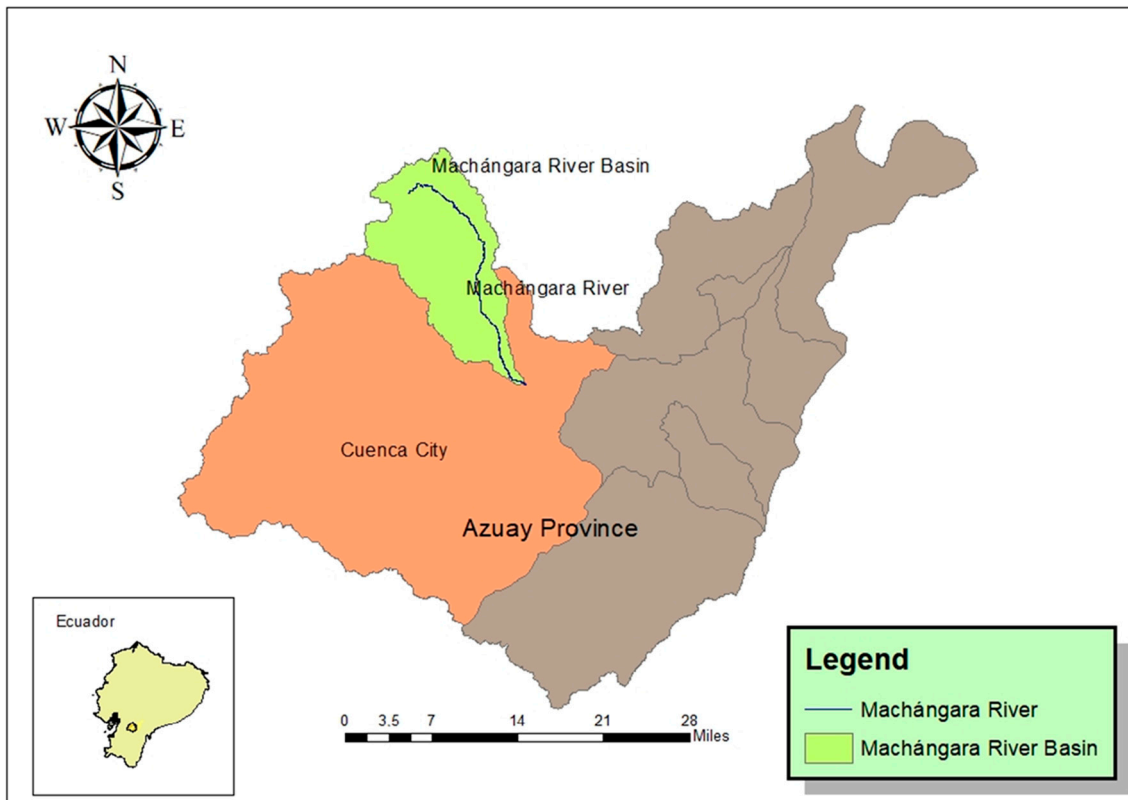 N
W E
S
Machángara River Basin
Machángara River
Cuenca City
Azuay Province
Ecuador
0 3.5 7 14 21 28
Miles
Legend
Machángara River
Machángara River Basin